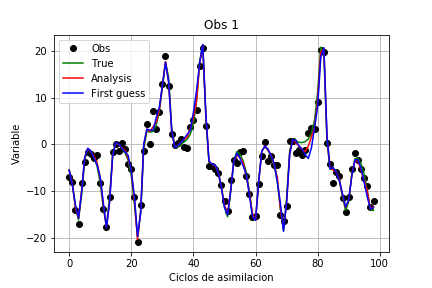 Obs 1
Obs
True
Analysis
First guess
Variable
20
10
0
−10
−20
0
20
40
60
80
100
Ciclos de asimilacion